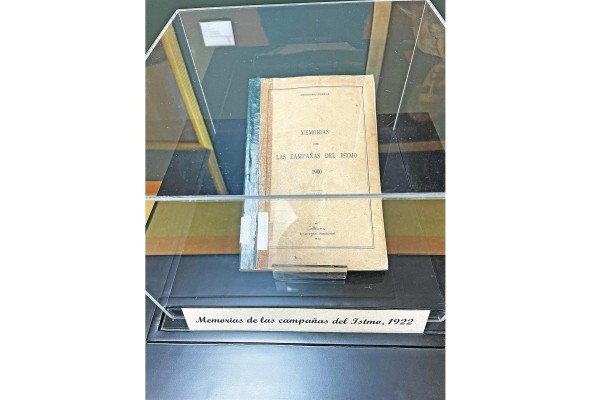 MEMORIAS
LAS CAMPAÑAS DEL ISTMO
1900
Memorias de las campañas del Istmo, 1922